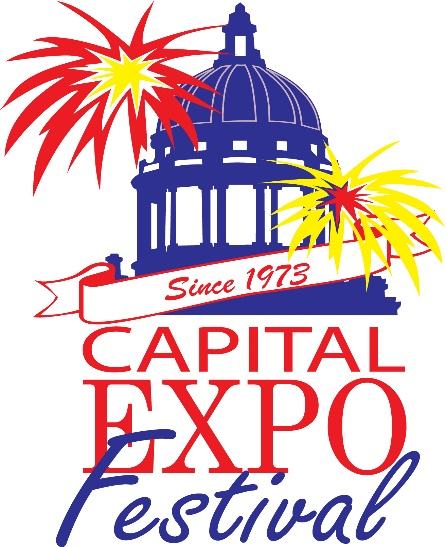 Since 1973
CAPITAL
EXPO
Festival